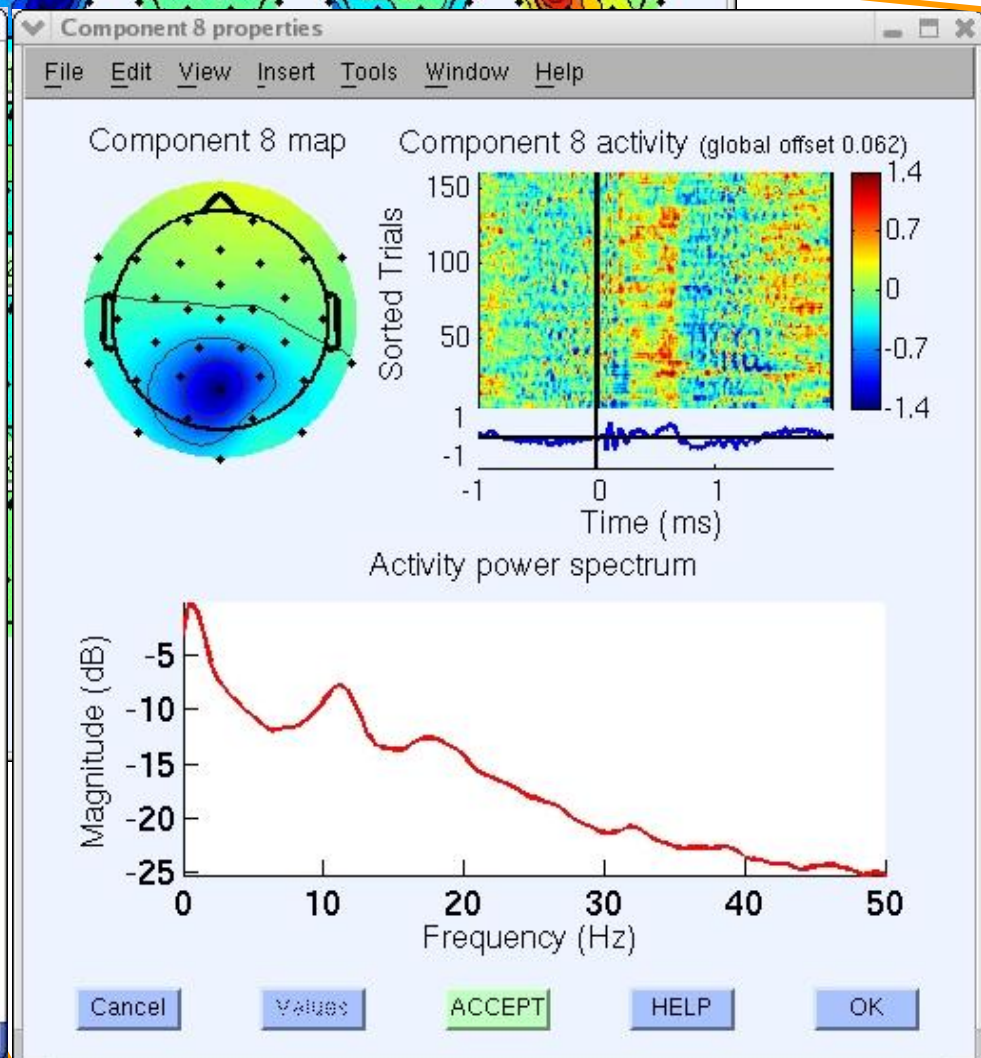 Component 8 properties
File Edit View Insert Tools Window Help
Component 8 map
Component 8 activity (global offset 0.062)
Sorted Trials
150
100
50
1
-1
1.4
0.7
0
-0.7
-1.4
-1 0 1
Time (ms)
Activity power spectrum
Magnitude (dB)
-5
-10
-15
-20
-25
0 10 20 30 40 50
Frequency (Hz)
Cancel Values ACCEPT HELP OK